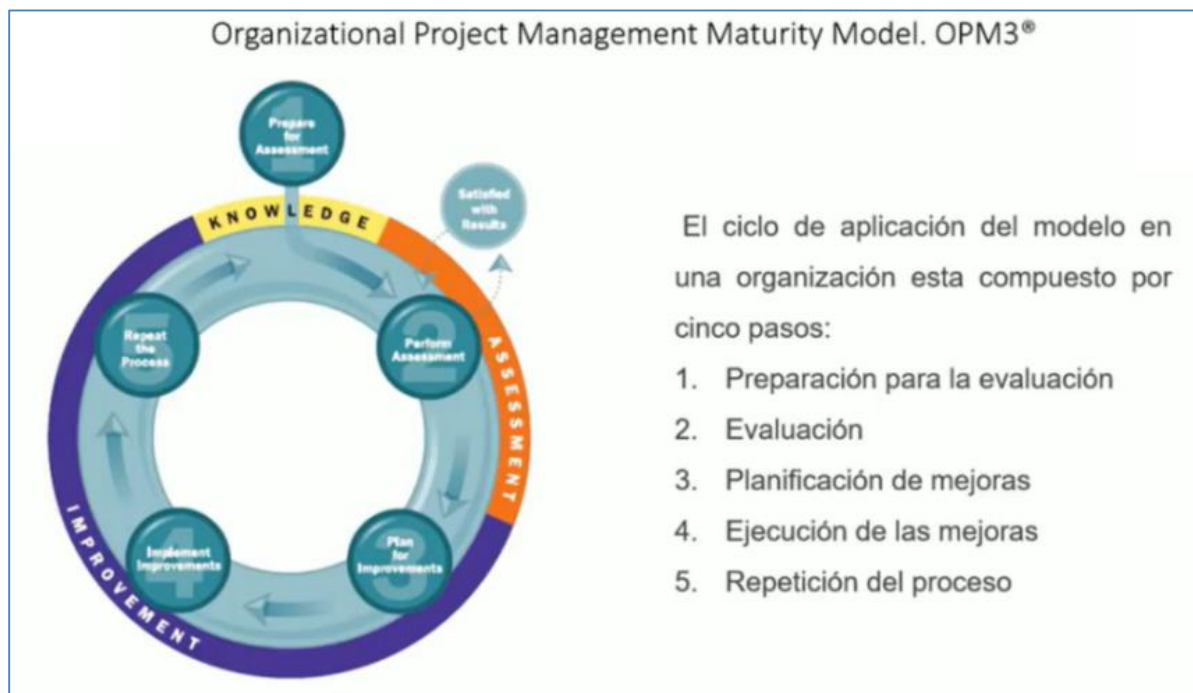 Organizational Project Management Maturity Model. OPM3®
1
Prepare
for
Assessment
KNOWLEDGE
Satisfied
with
Results
2
Perform
Assessment
ASSESSMENT
3
Plan
for
Improvements
4
Implement
Improvements
IMPROVEMENT
5
Repeat
the
Process
El ciclo de aplicación del modelo en
una organización esta compuesto por
cinco pasos:
1. Preparación para la evaluación
2. Evaluación
3. Planificación de mejoras
4. Ejecución de las mejoras
5. Repetición del proceso